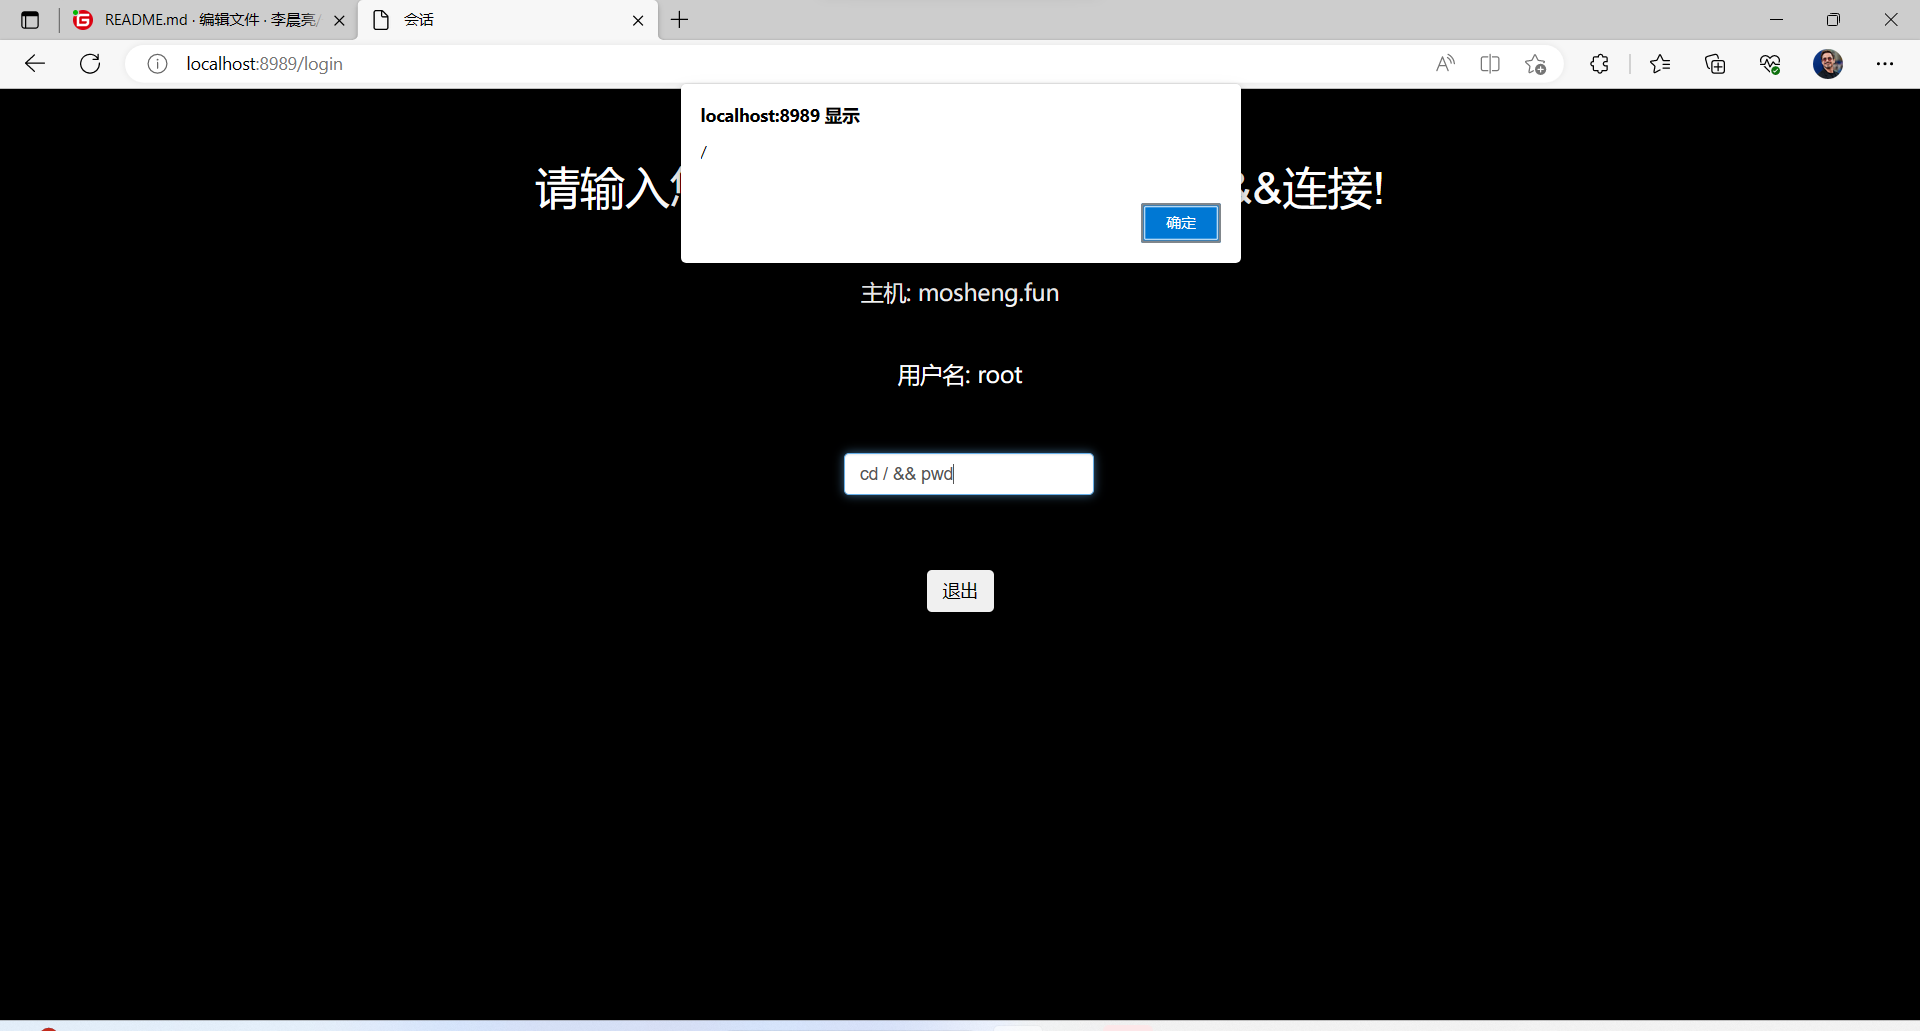 README.md · 编辑文件 · 李晨亮/
会话
localhost:8989/login
localhost:8989 显示
/
确定
请输入 &&连接!
主机: mosheng.fun
用户名: root
cd / && pwd
退出